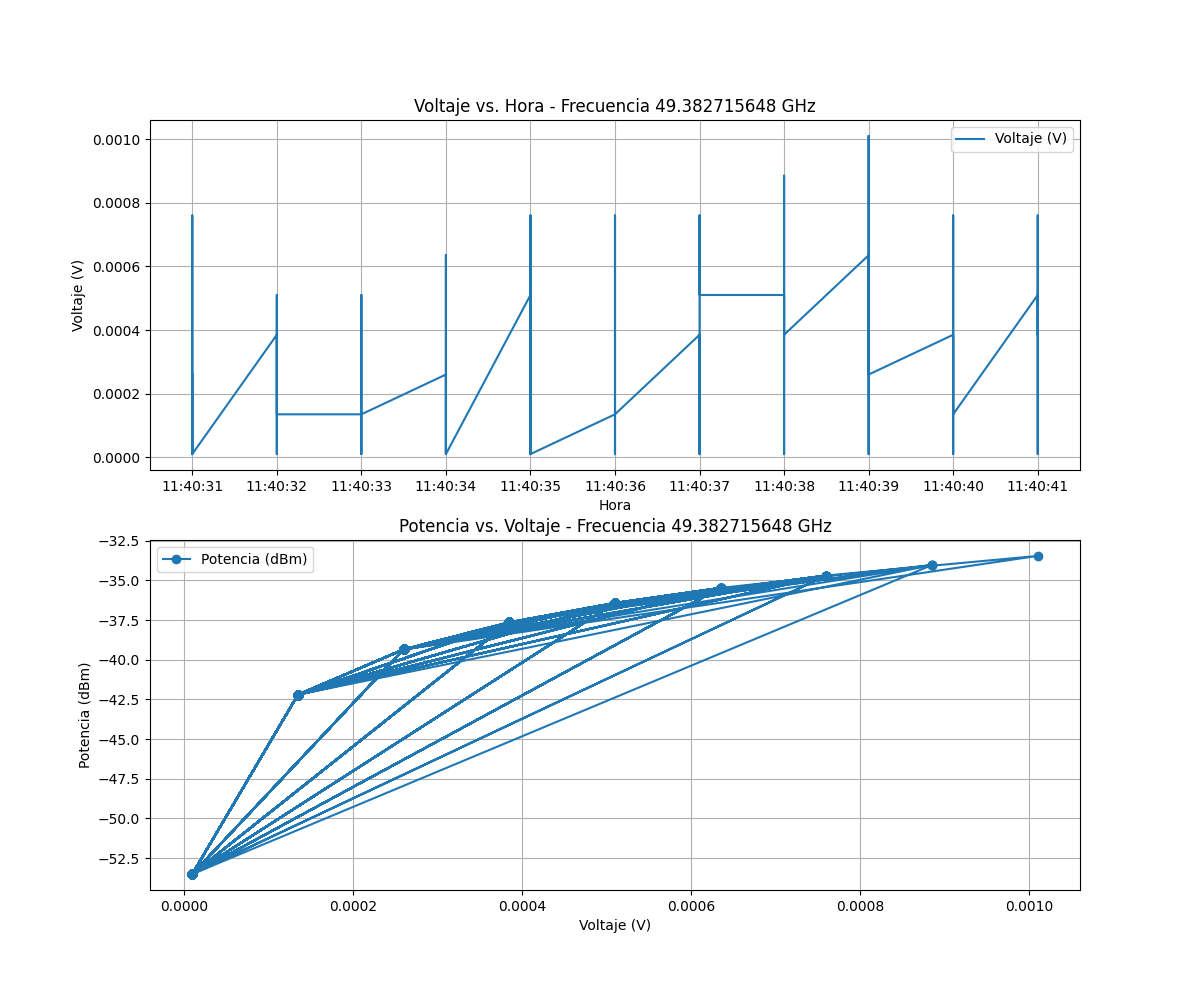 Voltaje vs. Hora - Frecuencia 49.382715648 GHz
Voltaje (V)
0.0010
0.0008
0.0006
0.0004
0.0002
0.0000
Voltaje (V)
11:40:31 11:40:32 11:40:33 11:40:34 11:40:35 11:40:36 11:40:37 11:40:38 11:40:39 11:40:40 11:40:41
Hora
Potencia vs. Voltaje - Frecuencia 49.382715648 GHz
Potencia (dBm)
−32.5
−35.0
−37.5
−40.0
−42.5
−45.0
−47.5
−50.0
−52.5
Potencia (dBm)
0.0000 0.0002 0.0004 0.0006 0.0008 0.0010
Voltaje (V)